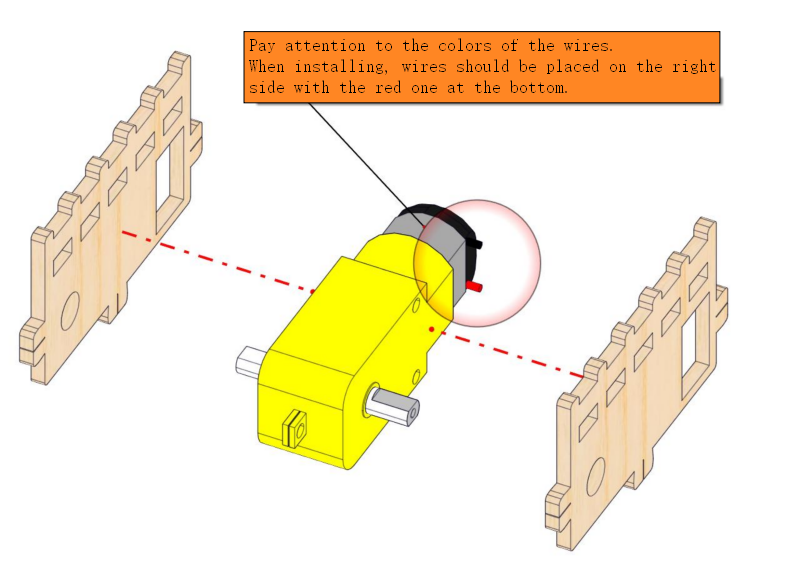 Pay attention to the colors of the wires.
When installing, wires should be placed on the right
side with the red one at the bottom.